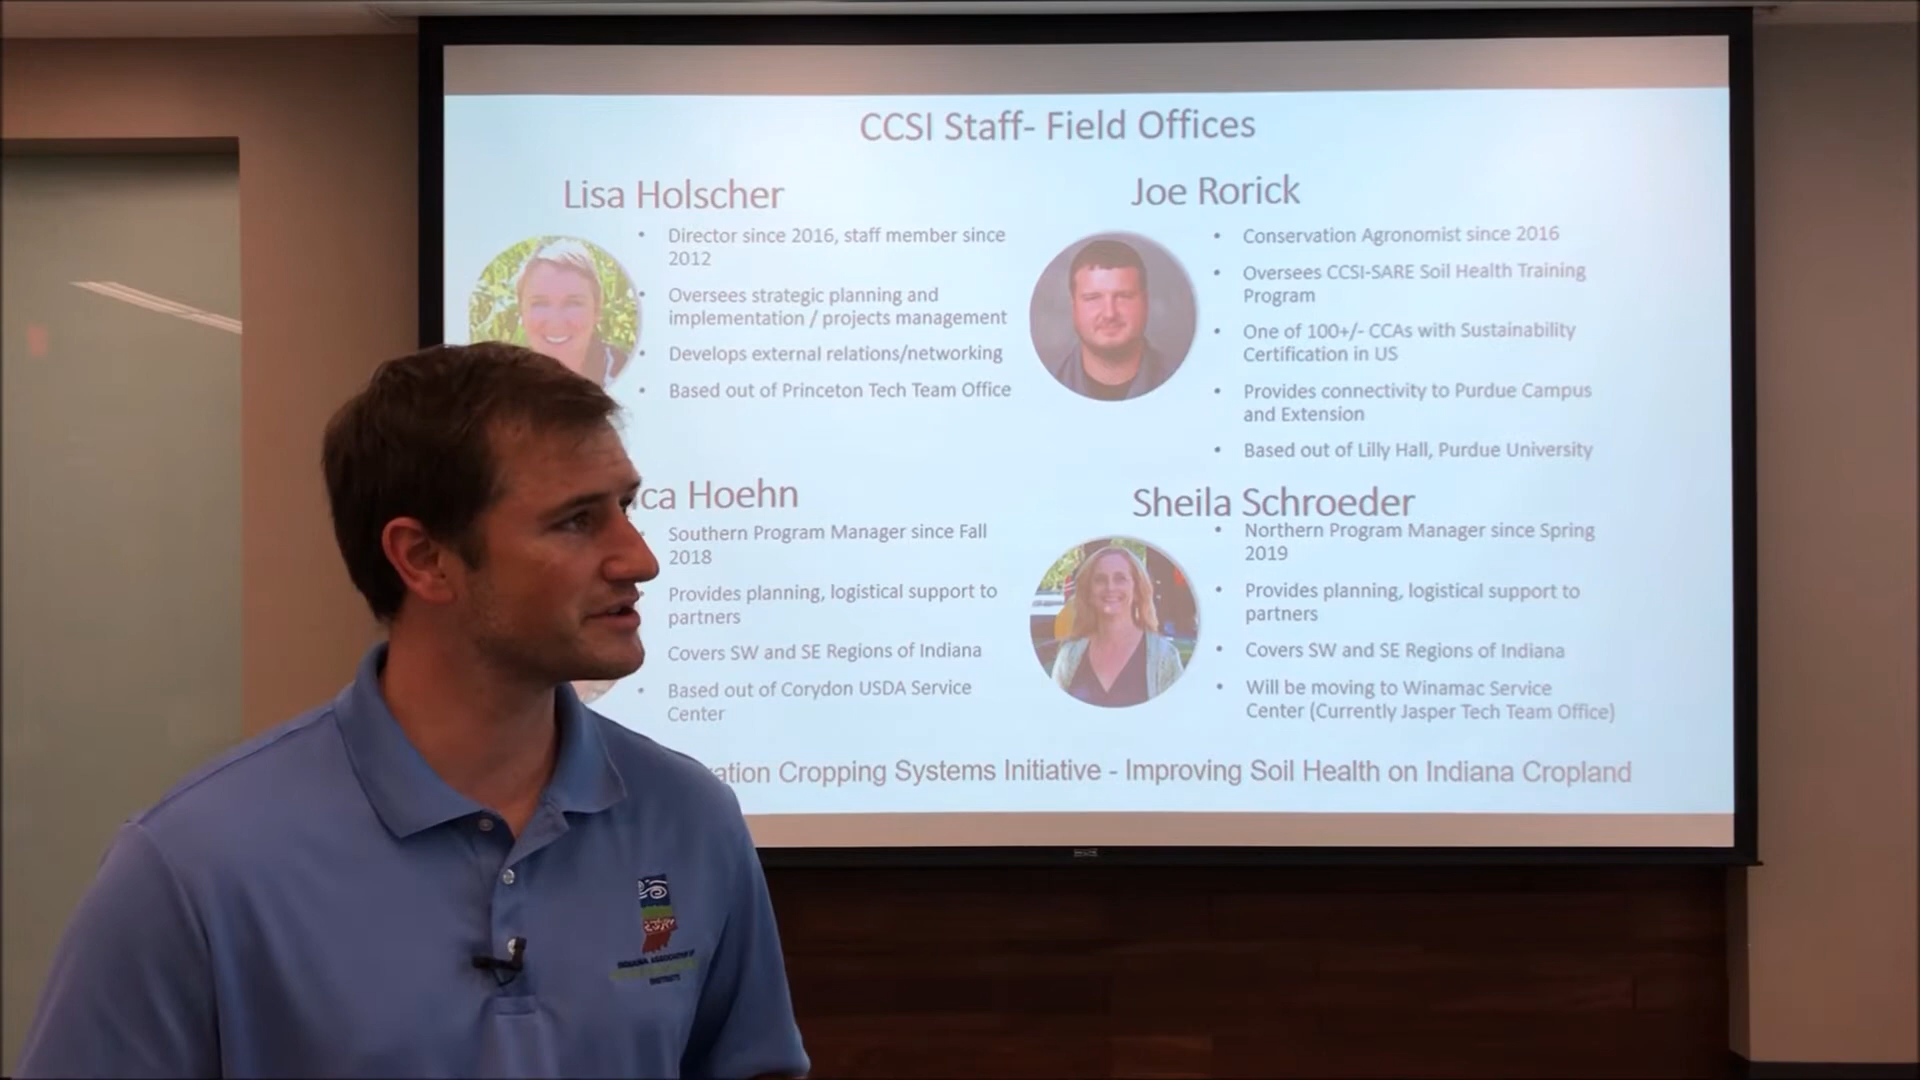 CCSI Staff- Field Offices
Lisa Holscher
• Director since 2016, staff member since
2012
• Oversees strategic planning and
implementation / projects management
• Develops external relations/networking
• Based out of Princeton Tech Team Office
Joe Rorick
• Conservation Agronomist since 2016
• Oversees CCSI-SARE Soil Health Training
Program
• One of 100+/- CCAs with Sustainability
Certification in US
• Provides connectivity to Purdue Campus
and Extension
• Based out of Lilly Hall, Purdue University
Hoehn
Southern Program Manager since Fall
2018
Provides planning, logistical support to
partners
Covers SW and SE Regions of Indiana
• Based out of Corydon USDA Service
Center
Sheila Schroeder
• Northern Program Manager since Spring
2019
• Provides planning, logistical support to
partners
• Covers SW and SE Regions of Indiana
• Will be moving to Winamac Service
Center (Currently Jasper Tech Team Office)
Cropping Systems Initiative - Improving Soil Health on Indiana Cropland
INDIANA ASSOCIATION OF
DISTRICTS